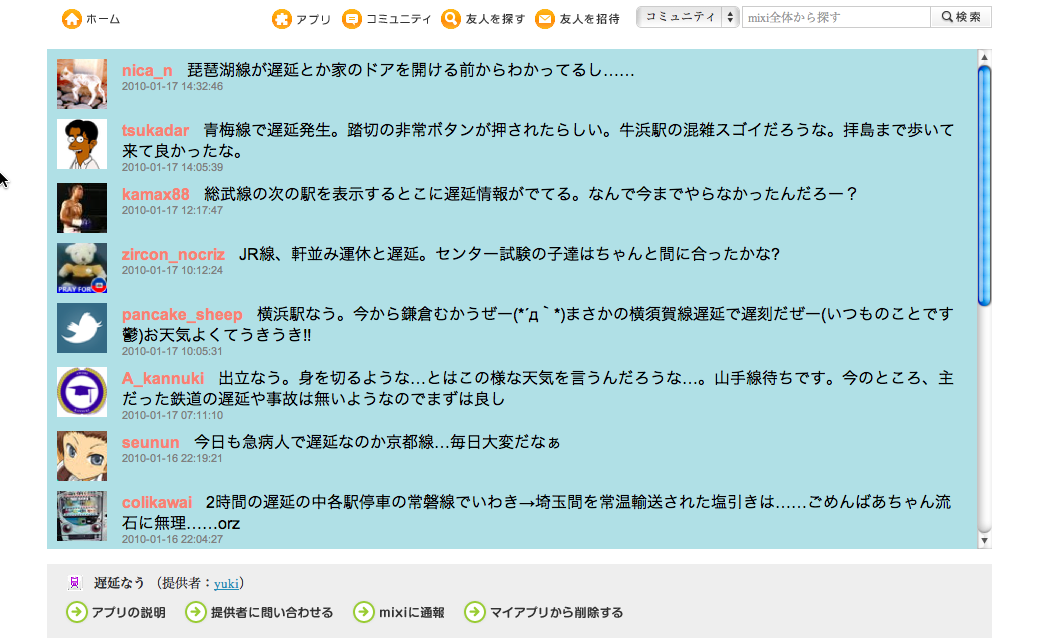 ホーム アプリ コミュニティ 友人を探す 友人を招待 コミュニティ mixi全体から探す 検索
nica_n 琵琶湖線が遅延とか家のドアを開ける前からわかってるし……
2010-01-17 14:32:46
tsukadar 青梅線で遅延発生。踏切の非常ボタンが押されたらしい。牛浜駅の混雑スゴイだろうな。拝島まで歩いて
来て良かったな。
2010-01-17 14:05:39
kamax88 総武線の次の駅を表示するとこに遅延情報がでてる。なんで今までやらなかったんだろー？
2010-01-17 12:17:47
zircon_nocriz JR線、軒並み運休と遅延。センター試験の子達はちゃんと間に合ったかな?
2010-01-17 10:12:24
PRAY FOR
pancake_sheep 横浜駅なう。今から鎌倉むかうぜー(*´д｀*)まさかの横須賀線遅延で遅刻だぜー(いつものことです
鬱)お天気よくてうきうき!!
2010-01-17 10:05:31
A_kannuki 出立なう。身を切るような…とはこの様な天気を言うんだろうな…。山手線待ちです。今のところ、主
だった鉄道の遅延や事故は無いようなのでまずは良し
2010-01-17 07:11:10
seunun 今日も急病人で遅延なのか京都線…毎日大変だなぁ
2010-01-16 22:19:21
colikawai 2時間の遅延の中各駅停車の常磐線でいわき→埼玉間を常温輸送された塩引きは……ごめんばあちゃん流
石に無理……orz
2010-01-16 22:04:27
遅延なう （提供者：yuki）
アプリの説明 提供者に問い合わせる mixiに通報 マイアプリから削除する